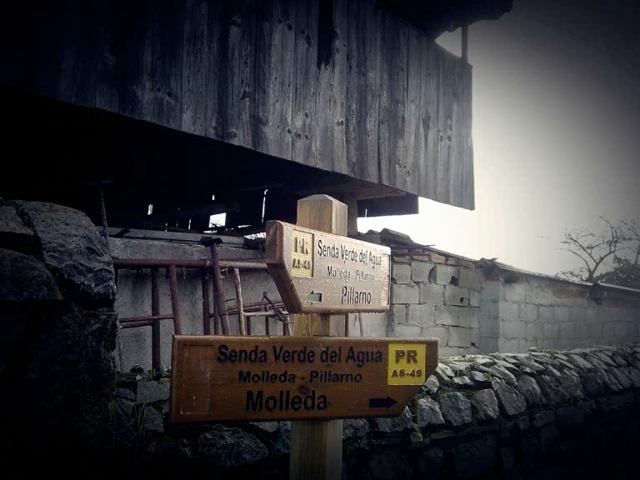 PR
AS-49
Senda Verde del Agua
Molleda - Pillarno
Pillarno
Senda Verde del Agua
Molleda - Pillarno
Molleda
PR
AS-49